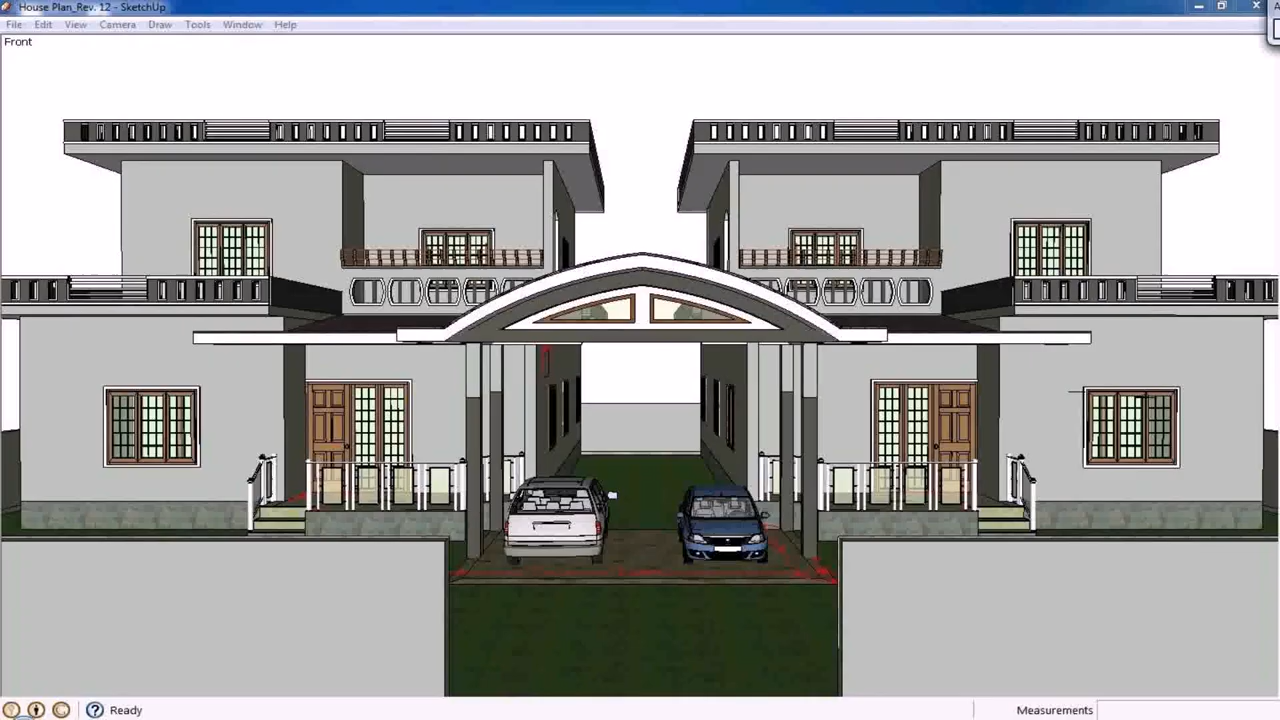 House Plan_Rev. 12 - SketchUp
File Edit View Camera Draw Tools Window Help
Front
Ready
Measurements